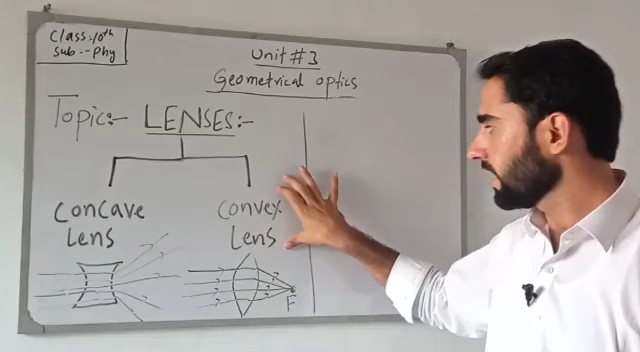 Class:-10th
Sub:- Phy
Unit #3
Geometrical optics
Topic:- LENSES:-
Concave
Lens
Convex
Lens
F